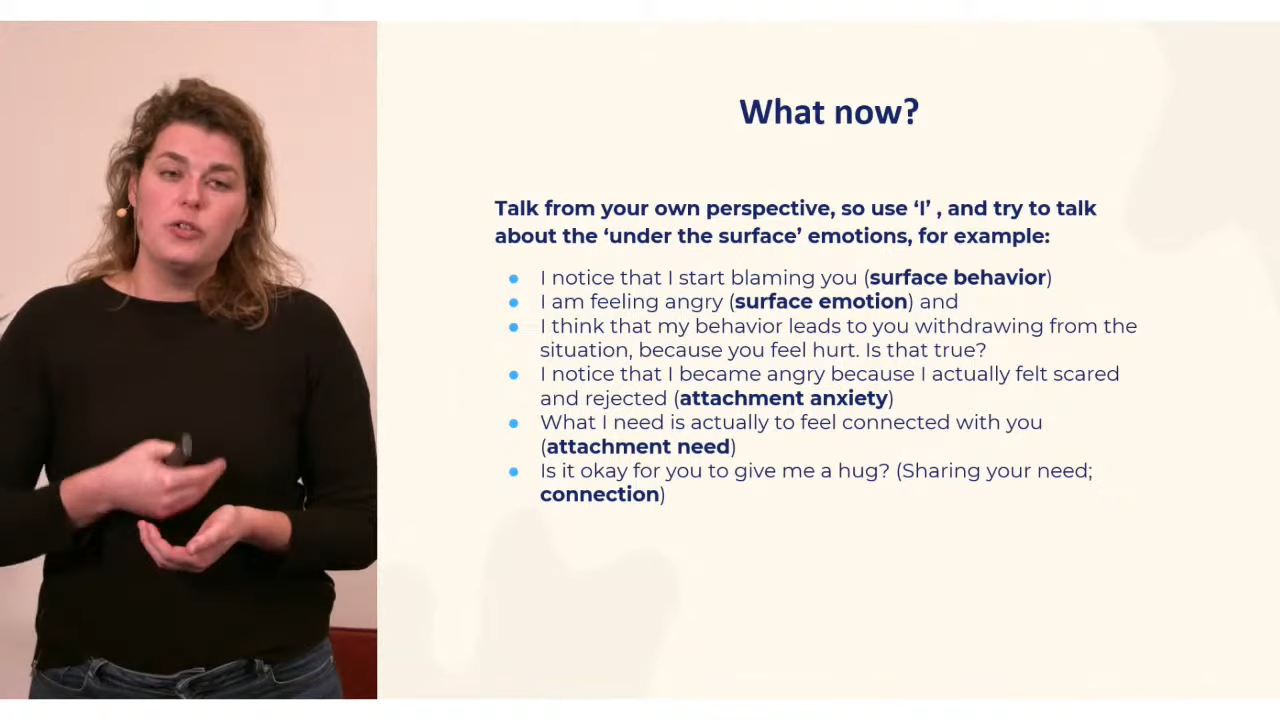 What now?
Talk from your own perspective, so use ‘I’ , and try to talk
about the ‘under the surface’ emotions, for example:
● I notice that I start blaming you (surface behavior)
● I am feeling angry (surface emotion) and
● I think that my behavior leads to you withdrawing from the
situation, because you feel hurt. Is that true?
● I notice that I became angry because I actually felt scared
and rejected (attachment anxiety)
● What I need is actually to feel connected with you
(attachment need)
● Is it okay for you to give me a hug? (Sharing your need;
connection)